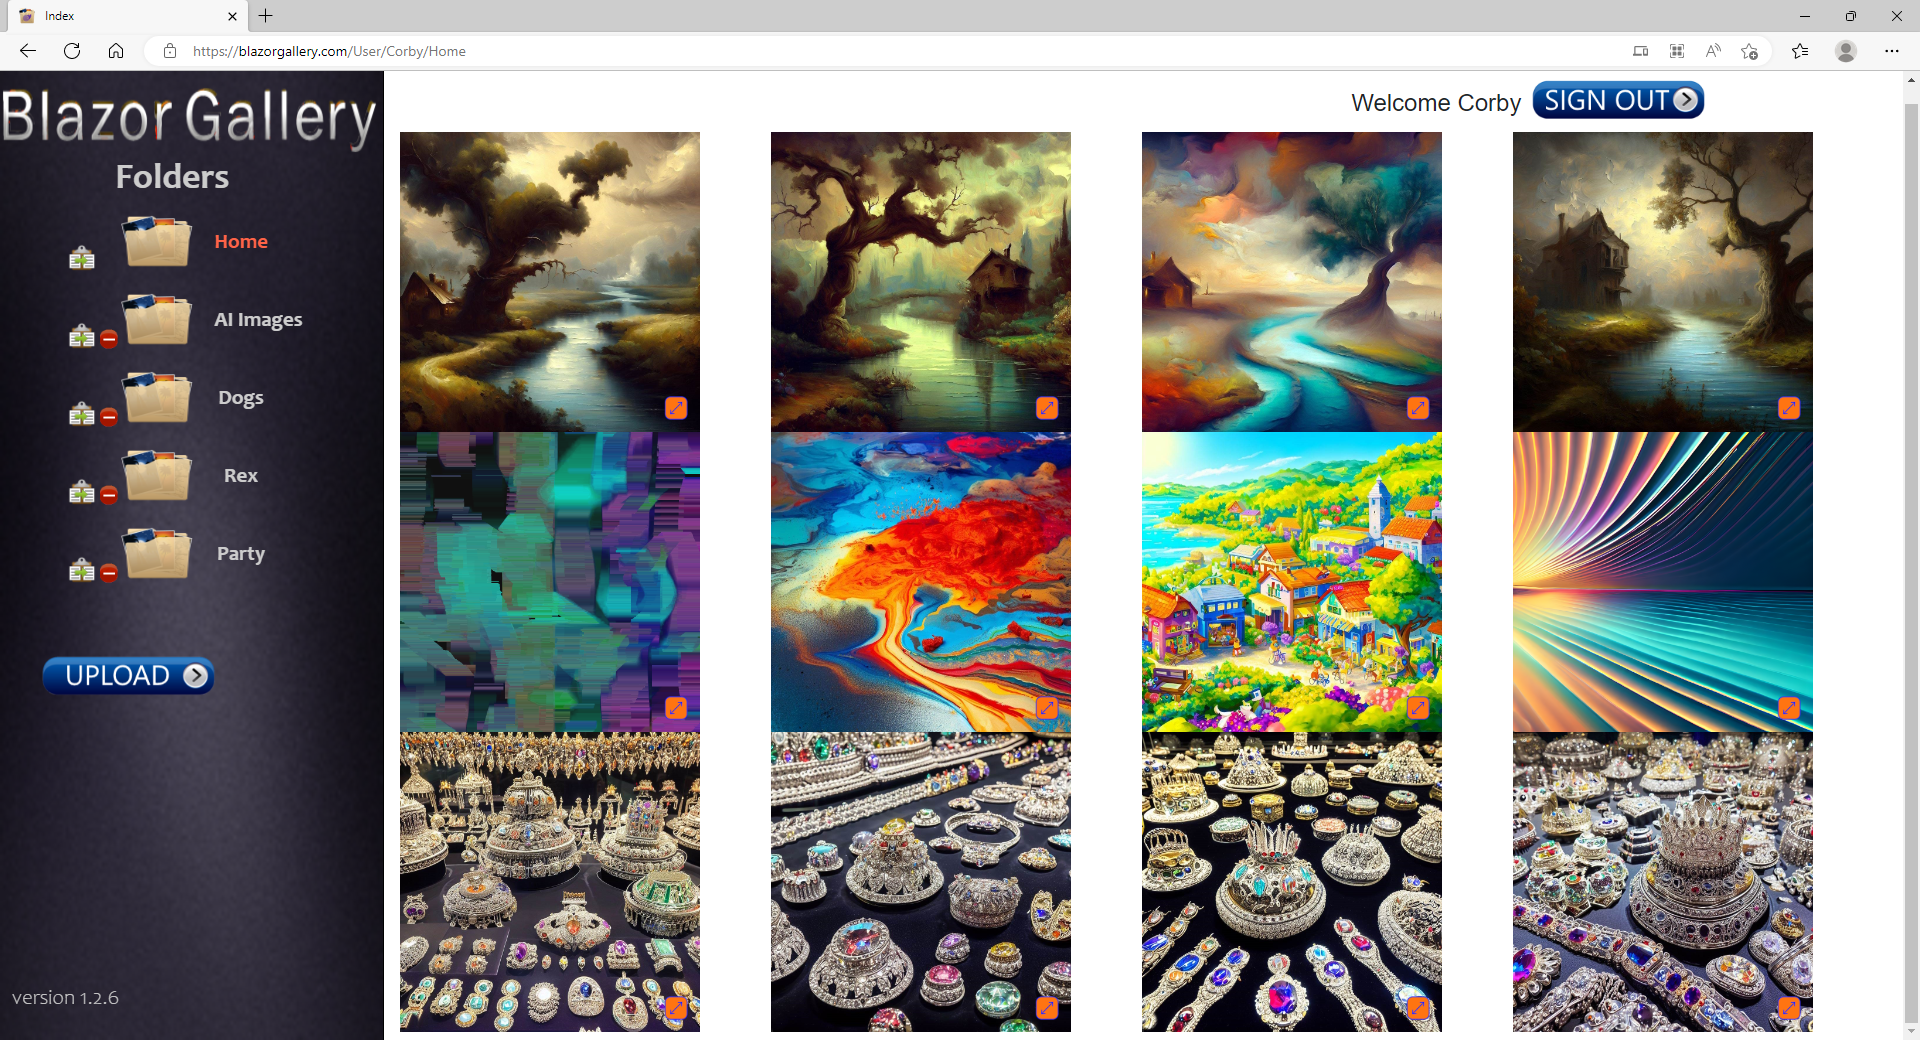 Index
https://blazorgallery.com/User/Corby/Home
Blazor Gallery
Welcome Corby
SIGN OUT
Folders
Home
AI Images
Dogs
Rex
Party
UPLOAD
version 1.2.6